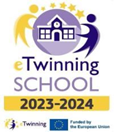 eTwinning
SCHOOL
2023-2024
eTwinning
Funded by
the European Union